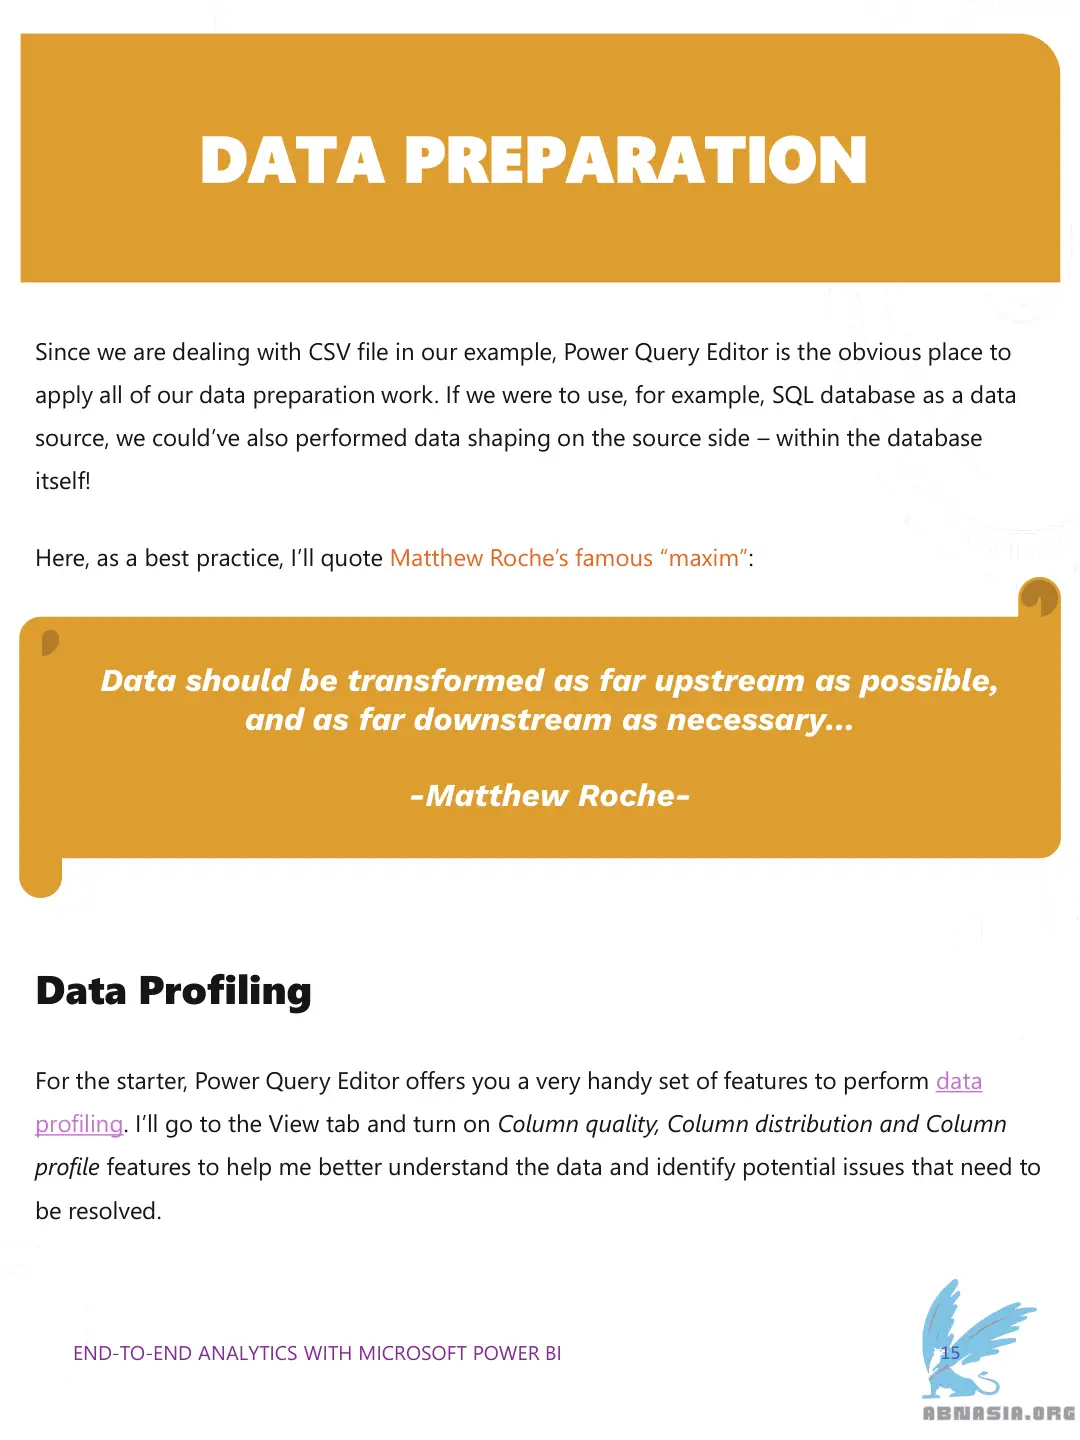 DATA PREPARATION
Since we are dealing with CSV file in our example, Power Query Editor is the obvious place to
apply all of our data preparation work. If we were to use, for example, SQL database as a data
source, we could’ve also performed data shaping on the source side – within the database
itself!
Here, as a best practice, I’ll quote Matthew Roche’s famous “maxim”:
Data should be transformed as far upstream as possible,
and as far downstream as necessary...
-Matthew Roche-
Data Profiling
For the starter, Power Query Editor offers you a very handy set of features to perform data
profiling. I’ll go to the View tab and turn on Column quality, Column distribution and Column
profile features to help me better understand the data and identify potential issues that need to
be resolved.
END-TO-END ANALYTICS WITH MICROSOFT POWER BI
15
ABNASIA.ORG